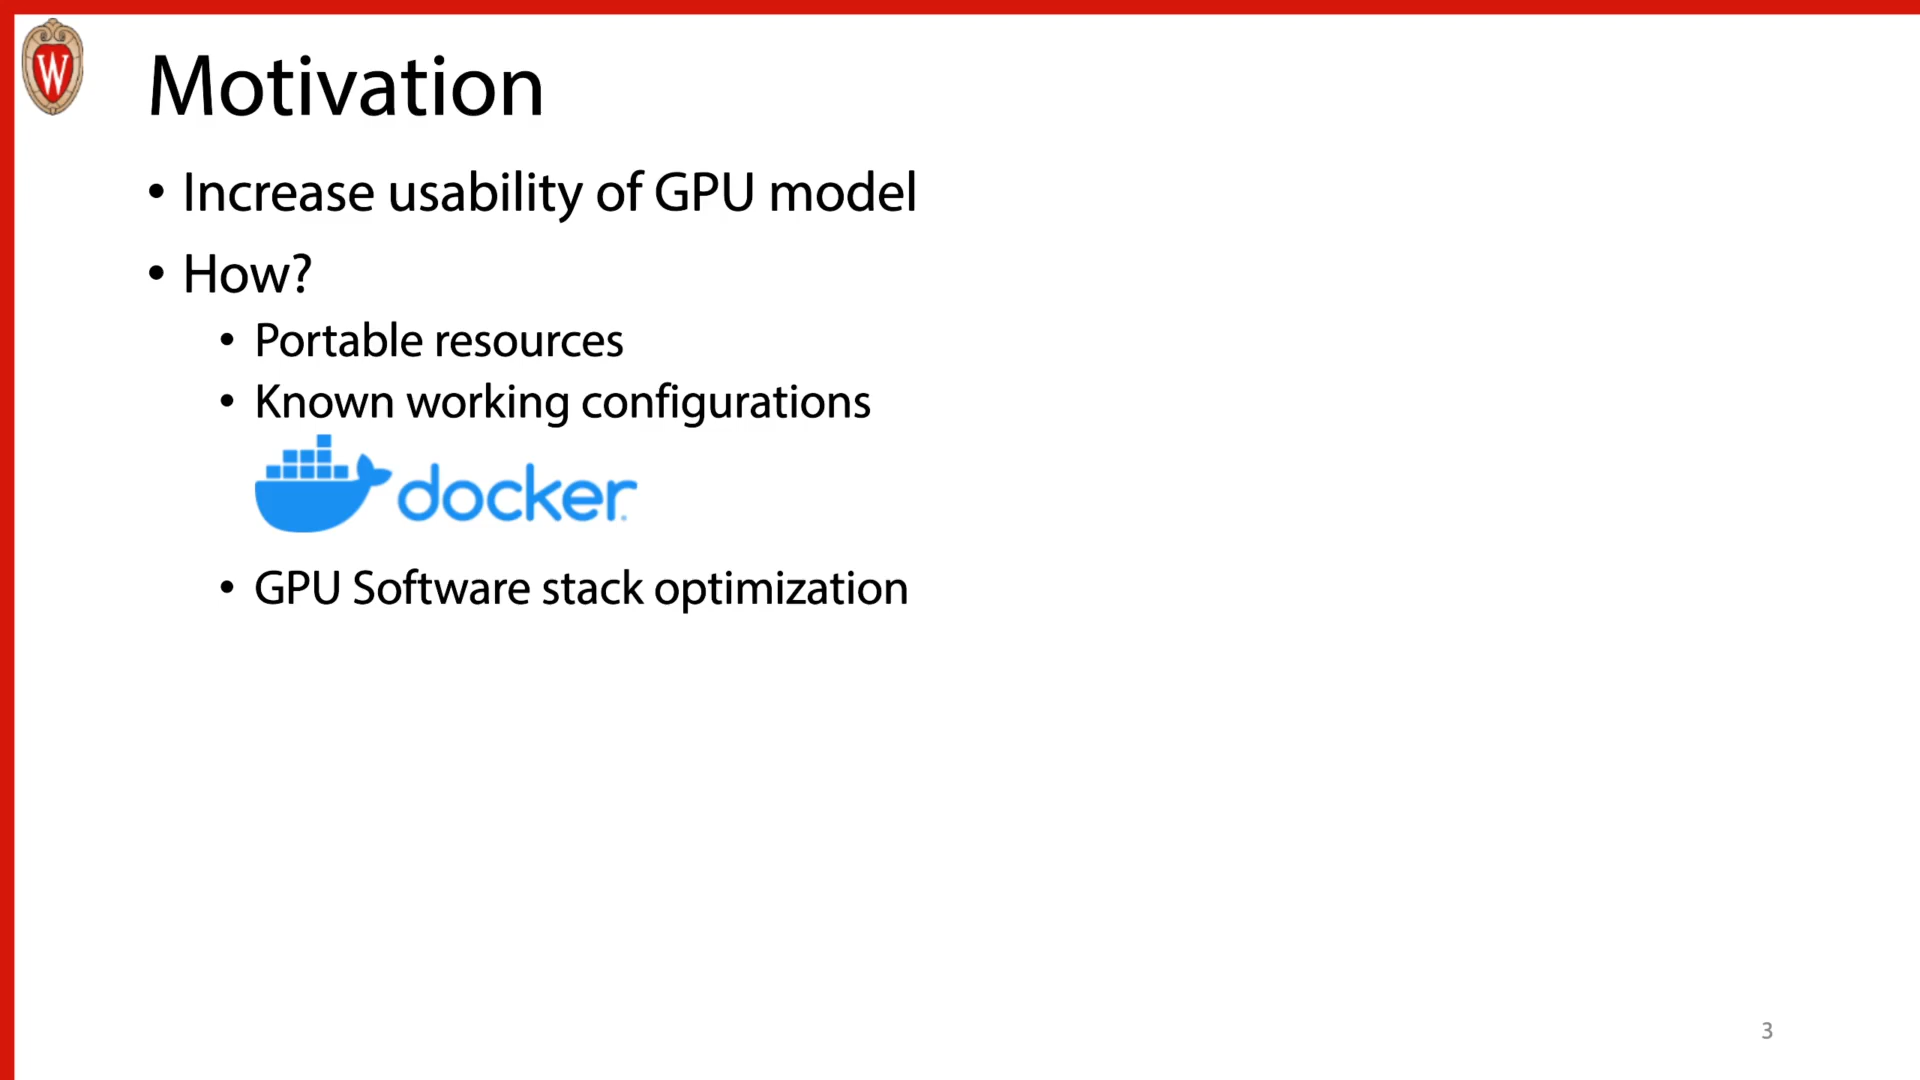 W
Motivation
• Increase usability of GPU model
• How?
• Portable resources
• Known working configurations
docker
• GPU Software stack optimization
3